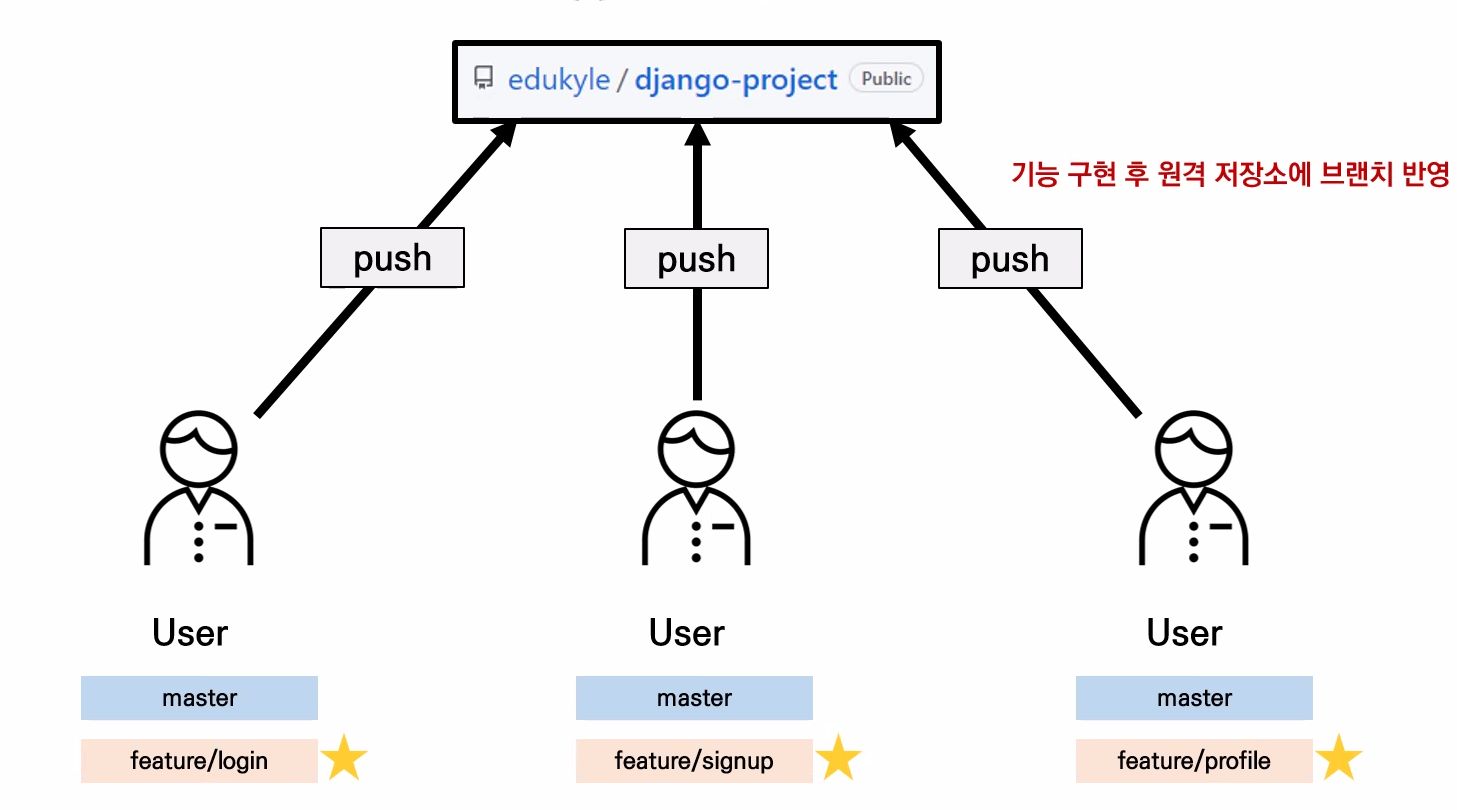 edukyle / django-project Public
기능 구현 후 원격 저장소에 브랜치 반영
push push push
User User User
master master master
feature/login feature/signup feature/profile